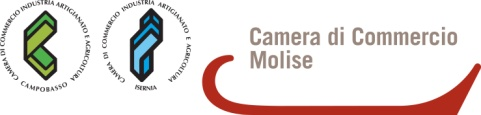 CAMERA DI COMMERCIO INDUSTRIA ARTIGIANATO E AGRICOLTURA
CAMPOBASSO
CAMERA DI COMMERCIO INDUSTRIA ARTIGIANATO E AGRICOLTURA
ISERNIA
Camera di Commercio
Molise